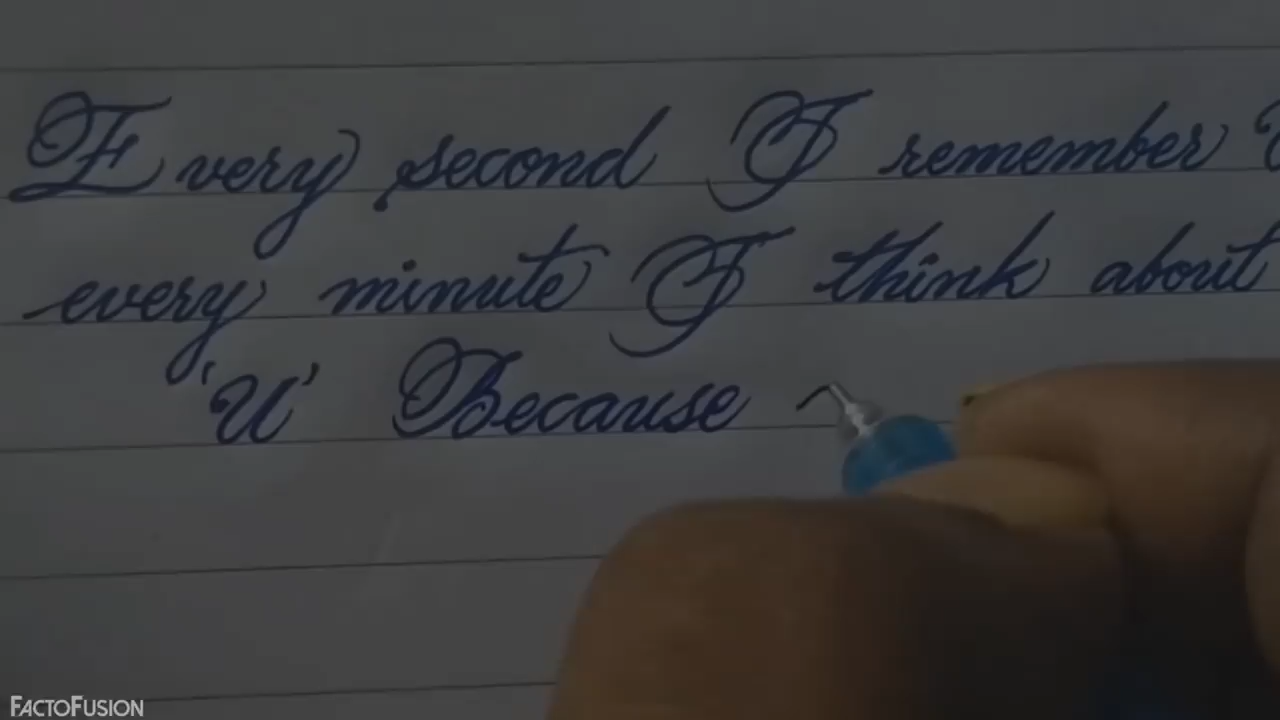 Every second I remember
every minute I think about
'U' Because
FACTOFUSION